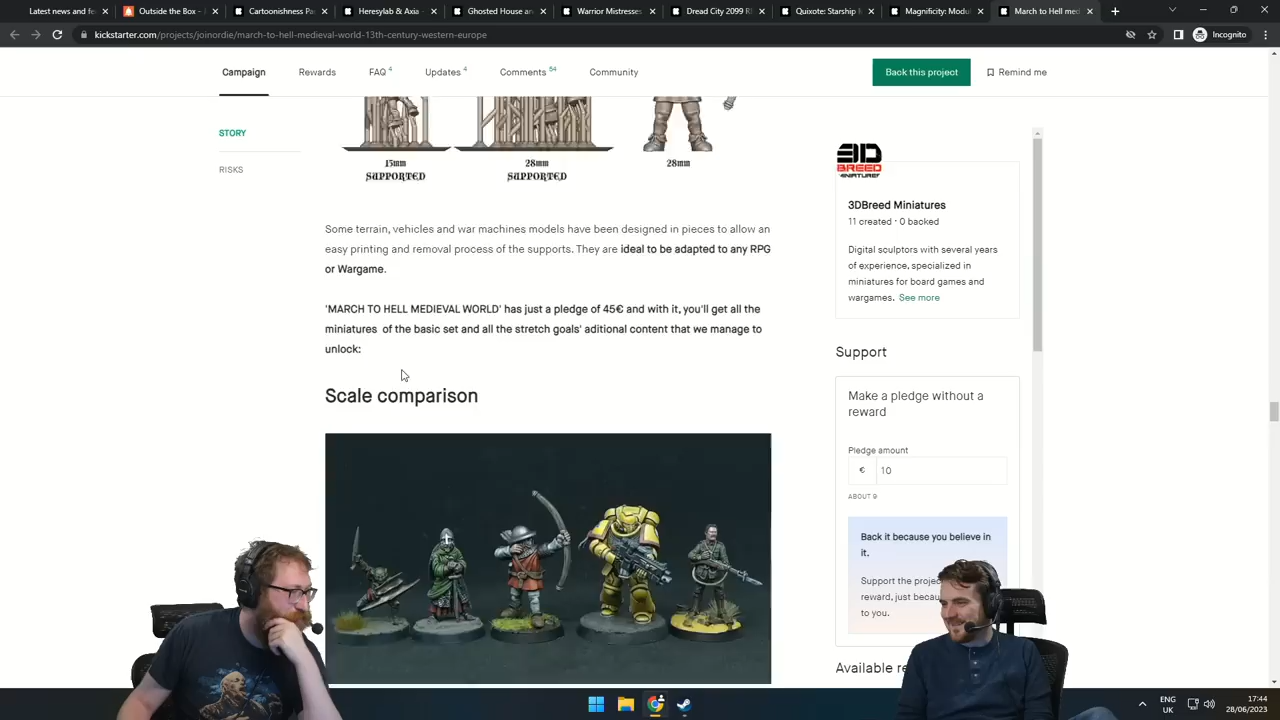 Latest news and fe
Outside the Box -
Cartoonishness Pa
Heresylab & Axia
Ghosted House an
Warrior Mistresses
Dread City 2099 R
Quixote: Starship
Magnificity: Modul
March to Hell med
kickstarter.com/projects/joinordie/march-to-hell-medieval-world-13th-century-western-europe
Incognito
Campaign
Rewards
FAQ 4
Updates 4
Comments 54
Community
Back this project
Remind me
STORY
RISKS
15mm
SUPPORTED
28mm
SUPPORTED
28mm
Some terrain, vehicles and war machines models have been designed in pieces to allow an
easy printing and removal process of the supports. They are ideal to be adapted to any RPG
or Wargame.
'MARCH TO HELL MEDIEVAL WORLD' has just a pledge of 45€ and with it, you'll get all the
miniatures of the basic set and all the stretch goals' aditional content that we manage to
unlock:
Scale comparison
3D
BREED
MINIATURES
3DBreed Miniatures
11 created · 0 backed
Digital sculptors with several years
of experience, specialized in
miniatures for board games and
wargames. See more
Support
Make a pledge without a
reward
Pledge amount
€ 10
ABOUT 9
Back it because you believe in
it.
Support the projec
reward, just becau
to you.
Available re
ENG
UK
17:44
28/06/2023